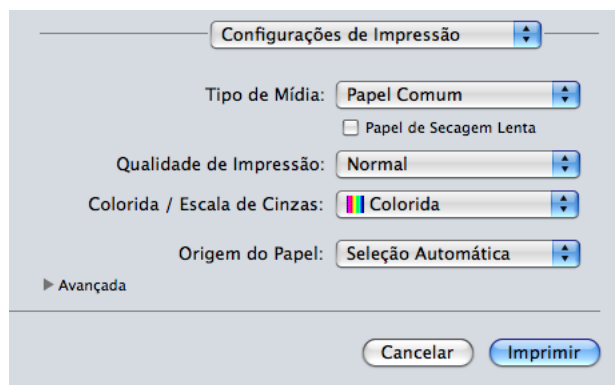 Configurações de Impressão
Tipo de Mídia: Papel Comum
Papel de Secagem Lenta
Qualidade de Impressão: Normal
Colorida / Escala de Cinzas: Colorida
Origem do Papel: Seleção Automática
Avançada
Cancelar Imprimir